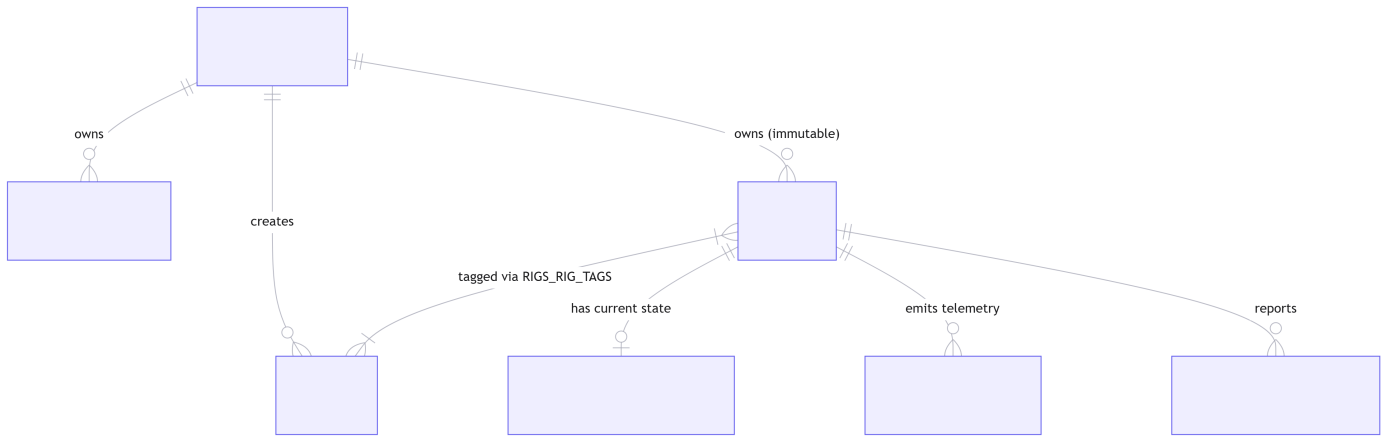 owns
owns (immutable)
creates
tagged via RIGS_RIG_TAGS
has current state
emits telemetry
reports